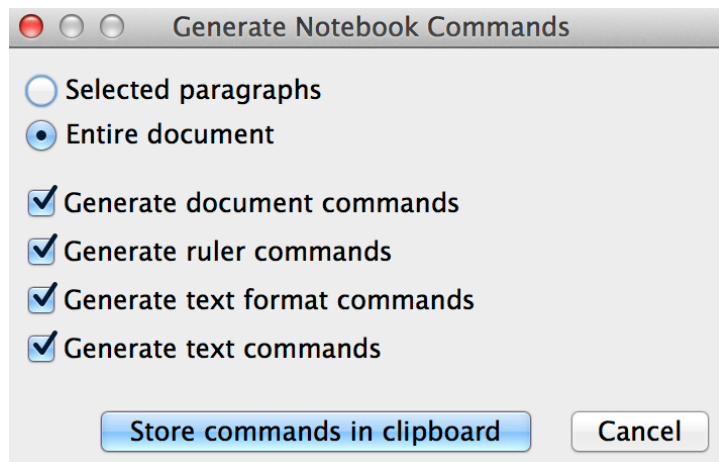 Generate Notebook Commands
Selected paragraphs
Entire document
Generate document commands
Generate ruler commands
Generate text format commands
Generate text commands
Store commands in clipboard Cancel